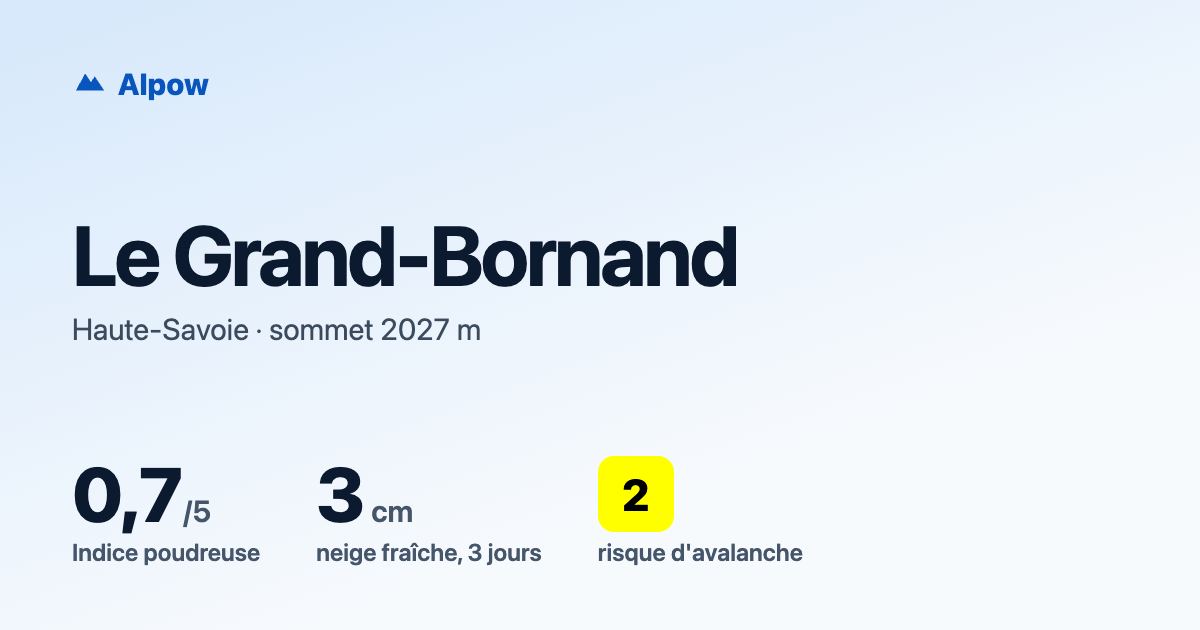 Alpow
Le Grand-Bornand
Haute-Savoie · sommet 2027 m
0,7/5
Indice poudreuse
3 cm
neige fraîche, 3 jours
2
risque d'avalanche